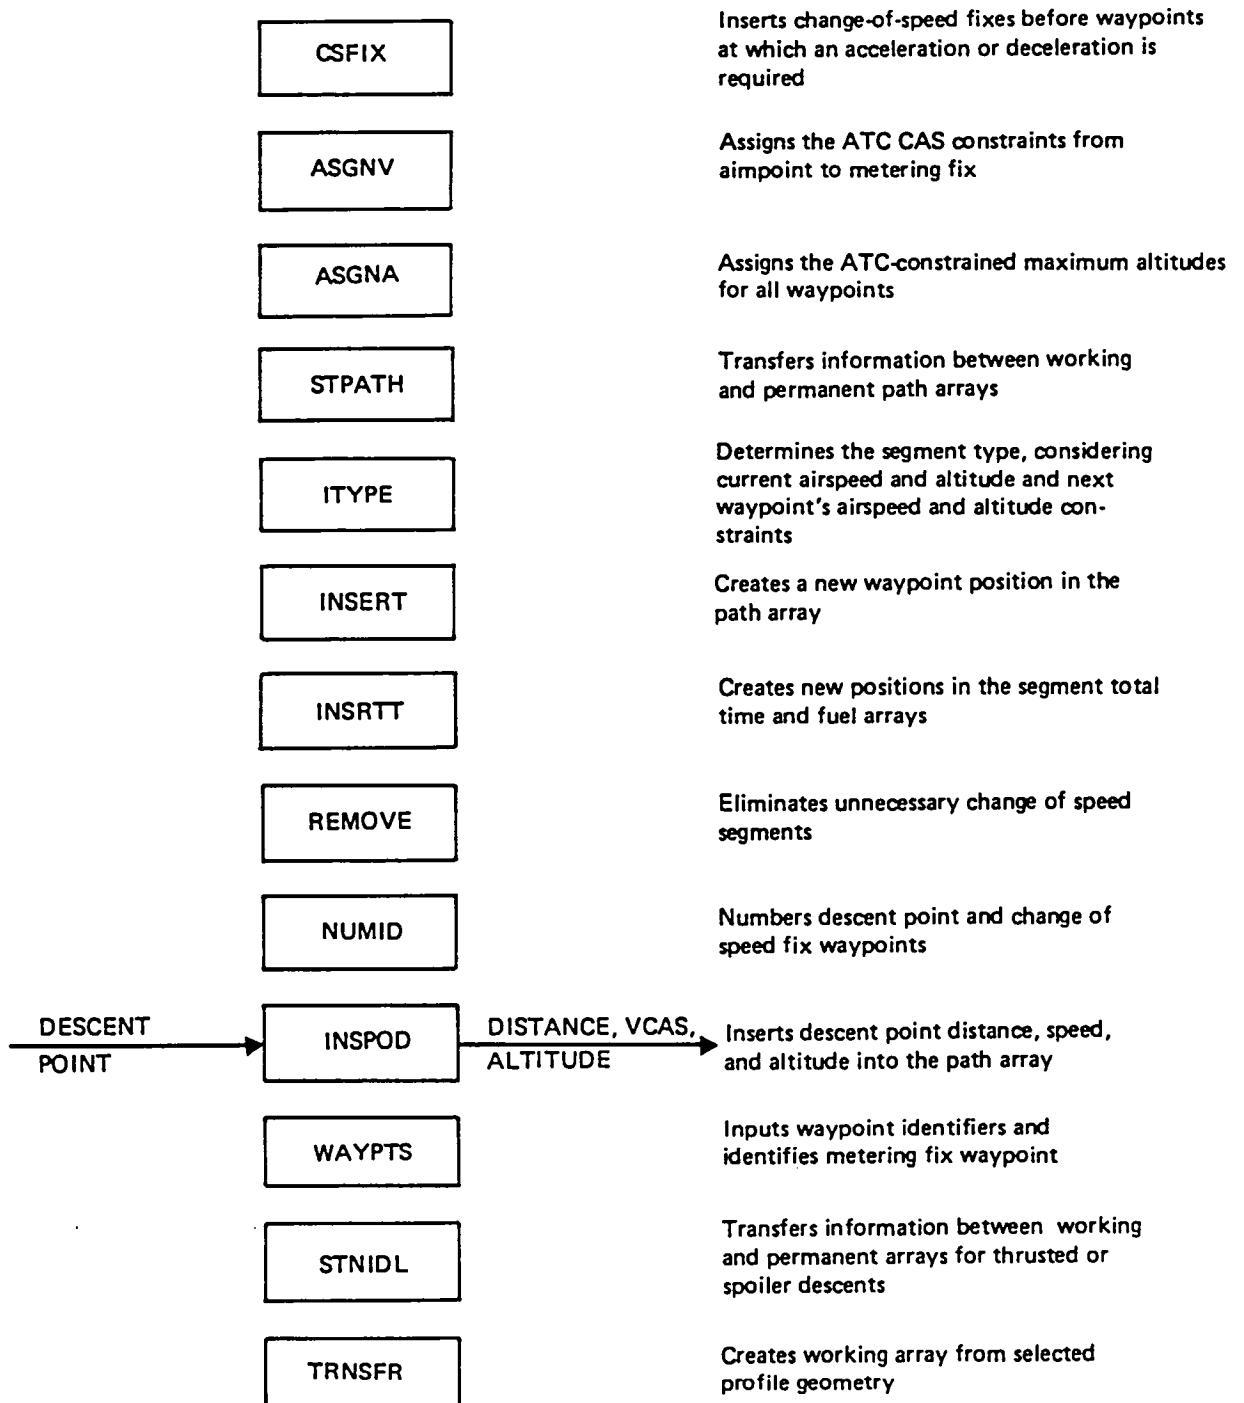 CSFIX
Inserts change-of-speed fixes before waypoints
at which an acceleration or deceleration is
required
ASGNV
Assigns the ATC CAS constraints from
aimpoint to metering fix
ASGNA
Assigns the ATC-constrained maximum altitudes
for all waypoints
STPATH
Transfers information between working
and permanent path arrays
ITYPE
Determines the segment type, considering
current airspeed and altitude and next
waypoint's airspeed and altitude con-
straints
INSERT
Creates a new waypoint position in the
path array
INSRTT
Creates new positions in the segment total
time and fuel arrays
REMOVE
Eliminates unnecessary change of speed
segments
NUMID
Numbers descent point and change of
speed fix waypoints
DESCENT
POINT
INSPOD
DISTANCE, VCAS,
ALTITUDE
Inserts descent point distance, speed,
and altitude into the path array
WAYPTS
Inputs waypoint identifiers and
identifies metering fix waypoint
STNIDL
Transfers information between working
and permanent arrays for thrusted or
spoiler descents
TRNSFR
Creates working array from selected
profile geometry